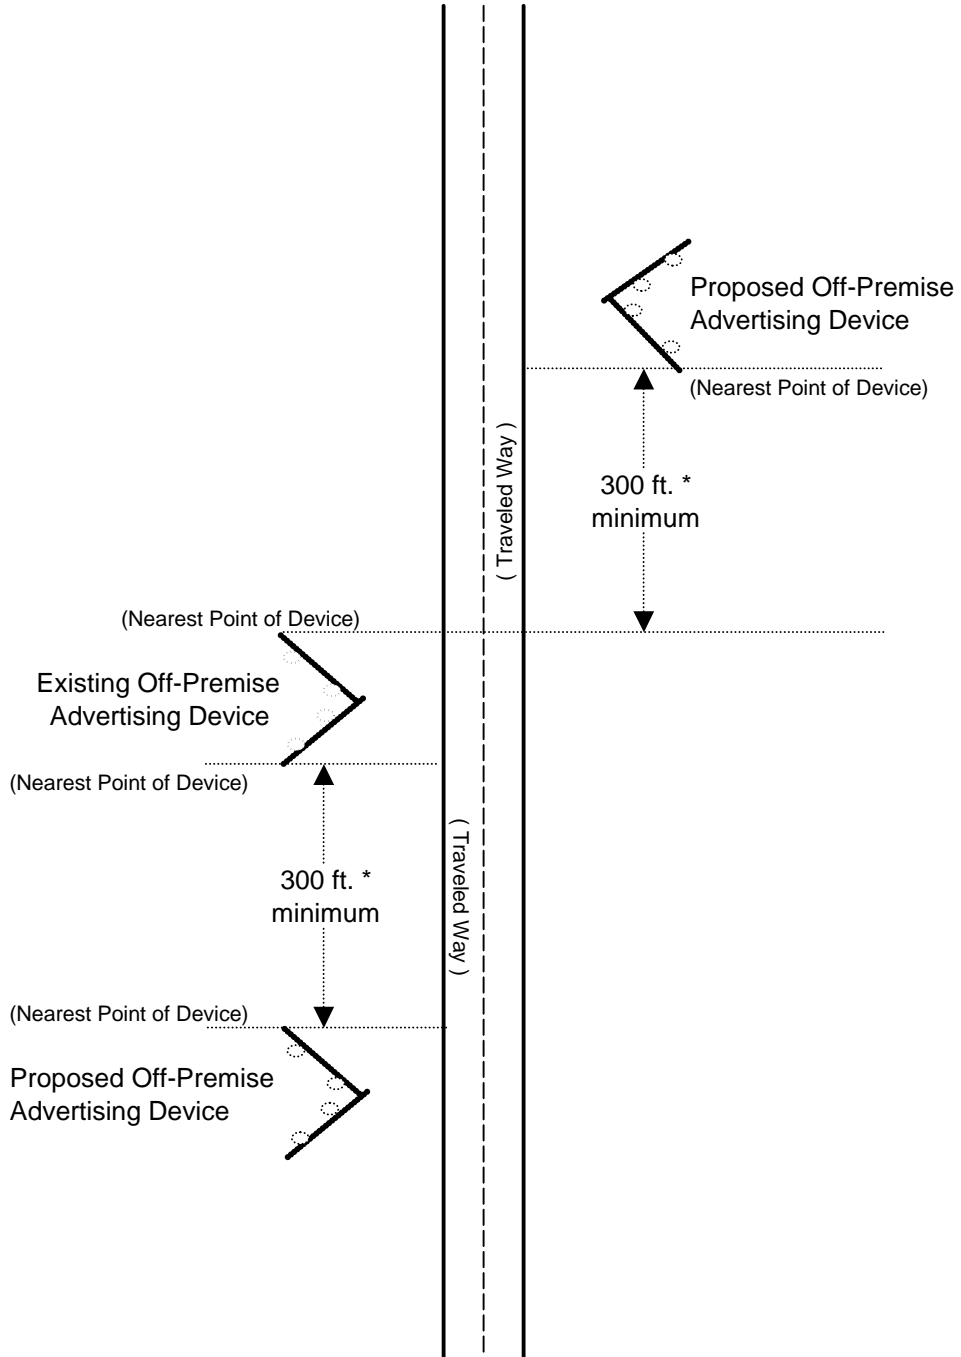 Proposed Off-Premise
Advertising Device
(Nearest Point of Device)
( Traveled Way )
300 ft. *
minimum
(Nearest Point of Device)
Existing Off-Premise
Advertising Device
(Nearest Point of Device)
( Traveled Way )
300 ft. *
minimum
(Nearest Point of Device)
Proposed Off-Premise
Advertising Device